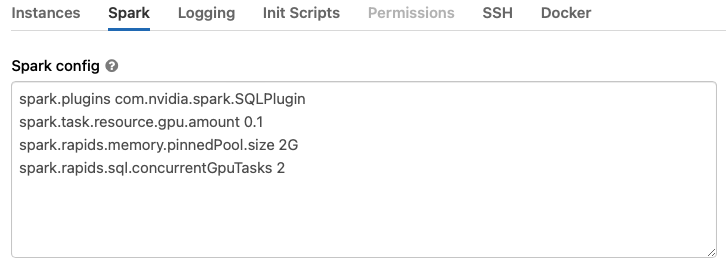 Instances Spark Logging Init Scripts Permissions SSH Docker
Spark config ?
spark.plugins com.nvidia.spark.SQLPlugin
spark.task.resource.gpu.amount 0.1
spark.rapids.memory.pinnedPool.size 2G
spark.rapids.sql.concurrentGpuTasks 2